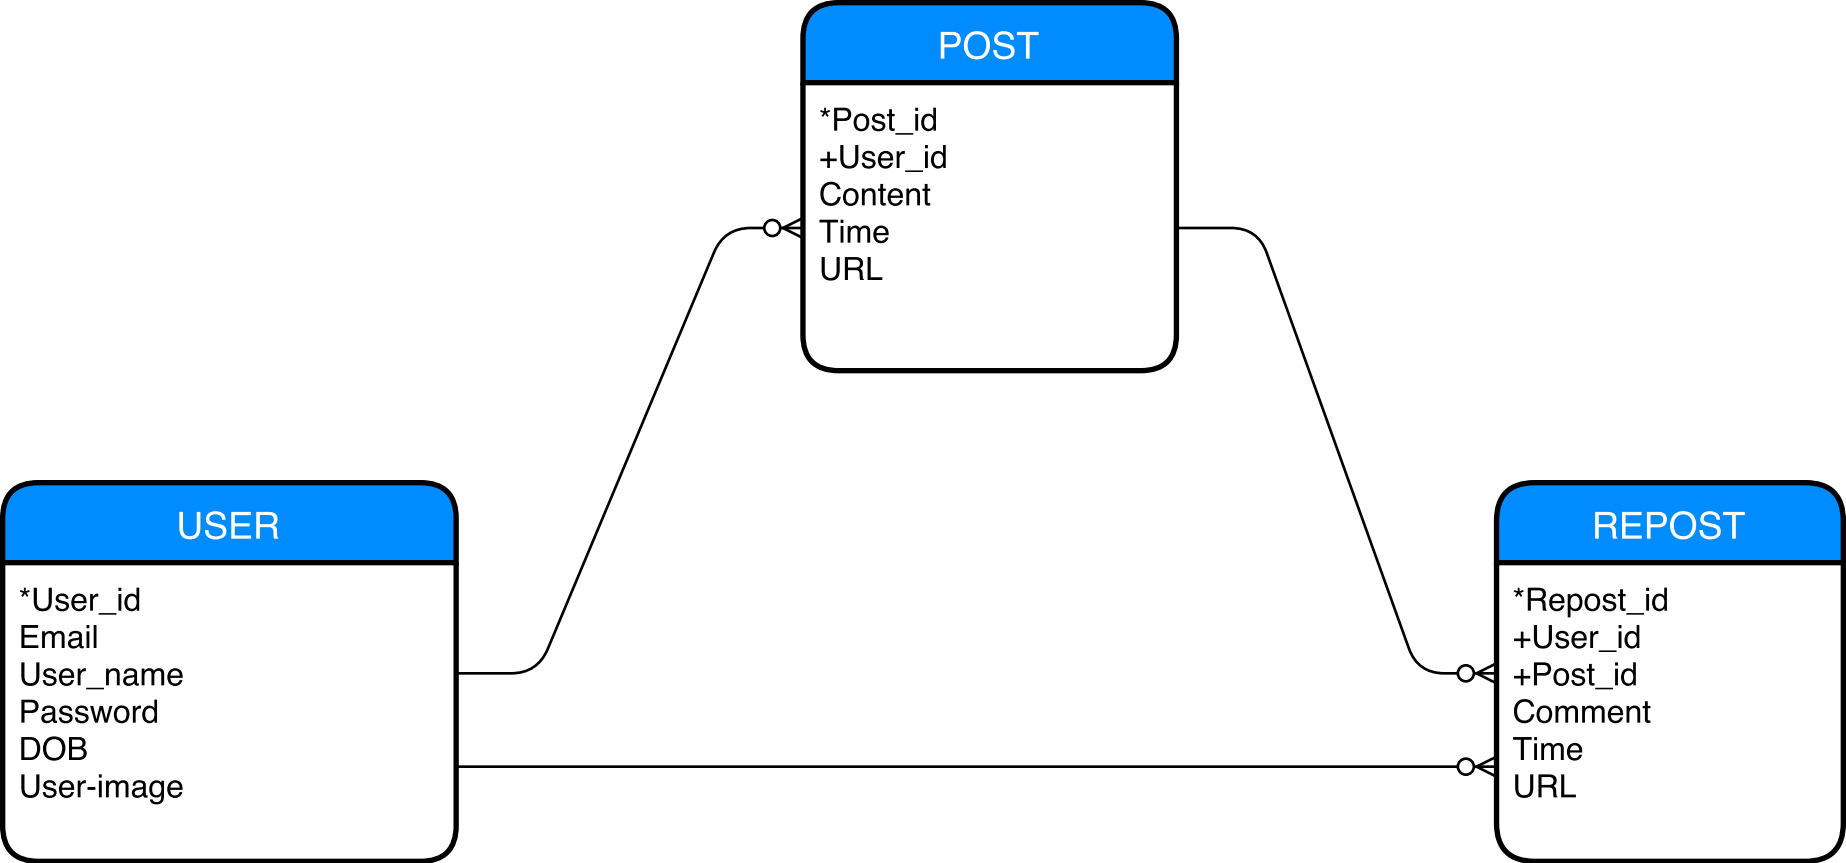 POST
*Post_id
+User_id
Content
Time
URL
USER
*User_id
Email
User_name
Password
DOB
User-image
REPOST
*Repost_id
+User_id
+Post_id
Comment
Time
URL